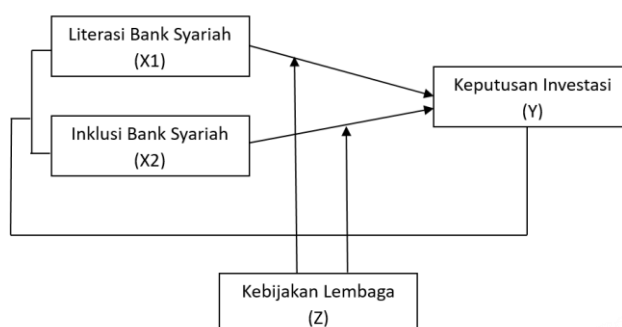 Literasi Bank Syariah
(X1)
Inklusi Bank Syariah
(X2)
Keputusan Investasi
(Y)
Kebijakan Lembaga
(Z)